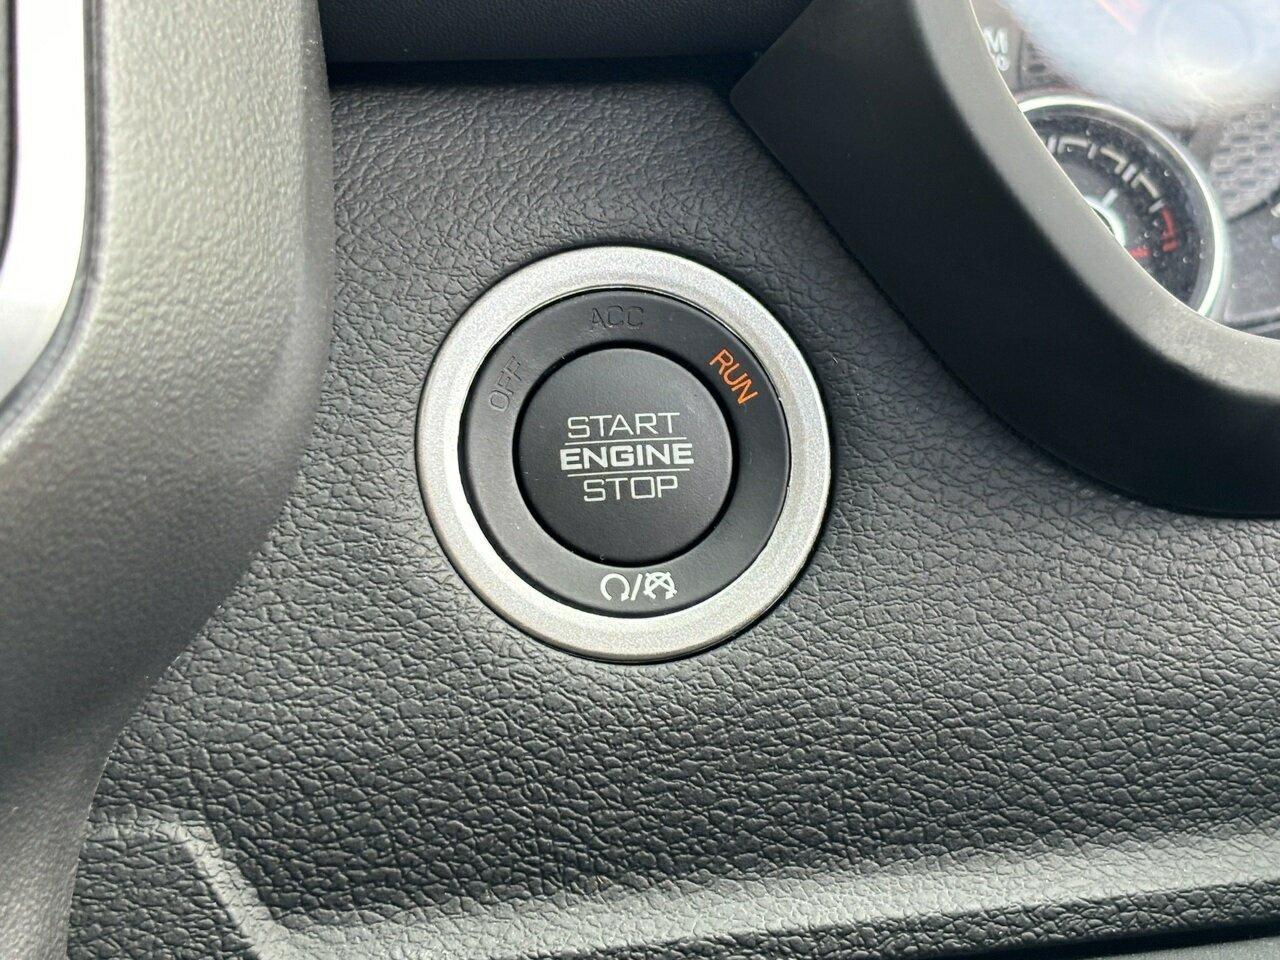 ACC
OFF
RUN
START
ENGINE
STOP